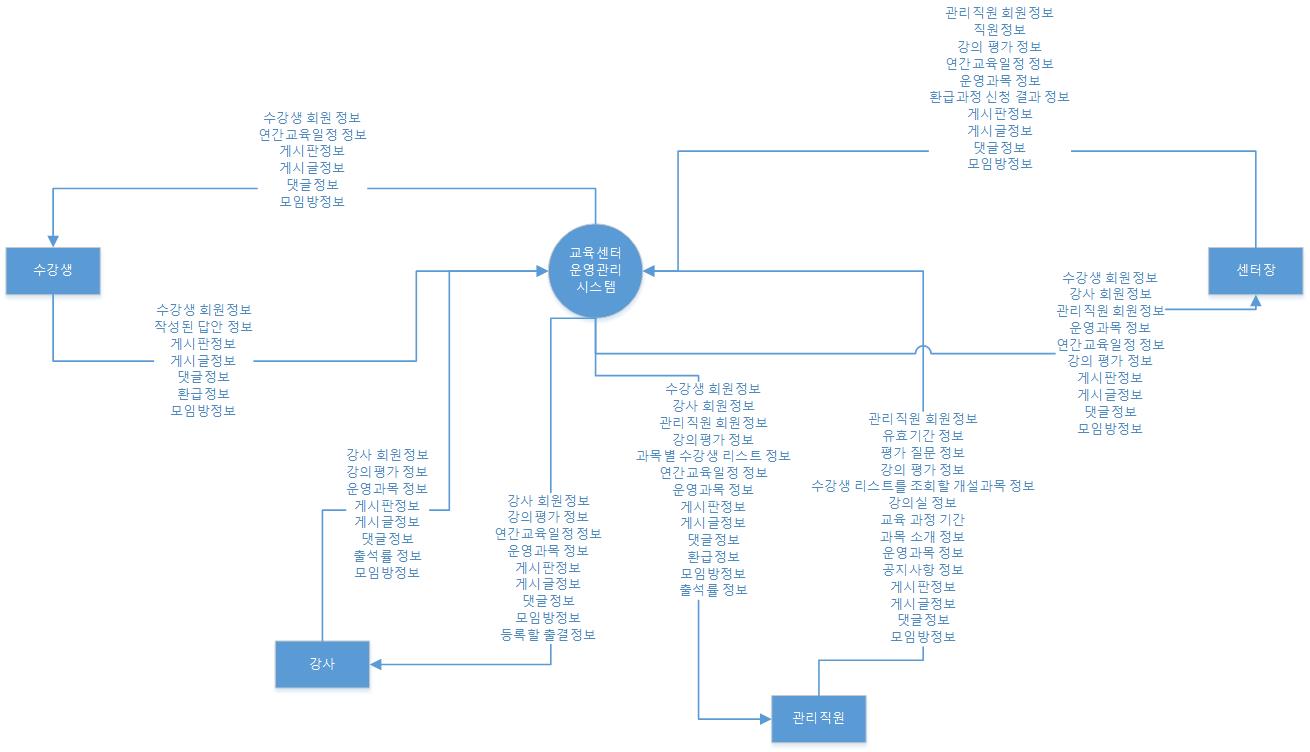 관리직원 회원정보
직원정보
강의 평가 정보
연간교육일정 정보
운영과목 정보
환급과정 신청 결과 정보
게시판정보
게시글정보
댓글정보
모임방정보
수강생 회원 정보
연간교육일정 정보
게시판정보
게시글정보
댓글정보
모임방정보
수강생
교육센터
운영관리
시스템
센터장
수강생 회원정보
작성된 답안 정보
게시판정보
게시글정보
댓글정보
환급정보
모임방정보
수강생 회원정보
강사 회원정보
관리직원 회원정보
운영과목 정보
연간교육일정 정보
강의 평가 정보
게시판정보
게시글정보
댓글정보
모임방정보
강사 회원정보
강의평가 정보
운영과목 정보
게시판정보
게시글정보
댓글정보
출석률 정보
모임방정보
강사 회원정보
강의평가 정보
연간교육일정 정보
운영과목 정보
게시판정보
게시글정보
댓글정보
모임방정보
등록할 출결정보
수강생 회원정보
강사 회원정보
관리직원 회원정보
강의평가 정보
과목별 수강생 리스트 정보
연간교육일정 정보
운영과목 정보
게시판정보
게시글정보
댓글정보
환급정보
모임방정보
출석률 정보
관리직원 회원정보
유효기간 정보
평가 질문 정보
강의 평가 정보
수강생 리스트를 조회할 개설과목 정보
강의실 정보
교육 과정 기간
과목 소개 정보
운영과목 정보
공지사항 정보
게시판정보
게시글정보
댓글정보
모임방정보
강사
관리직원